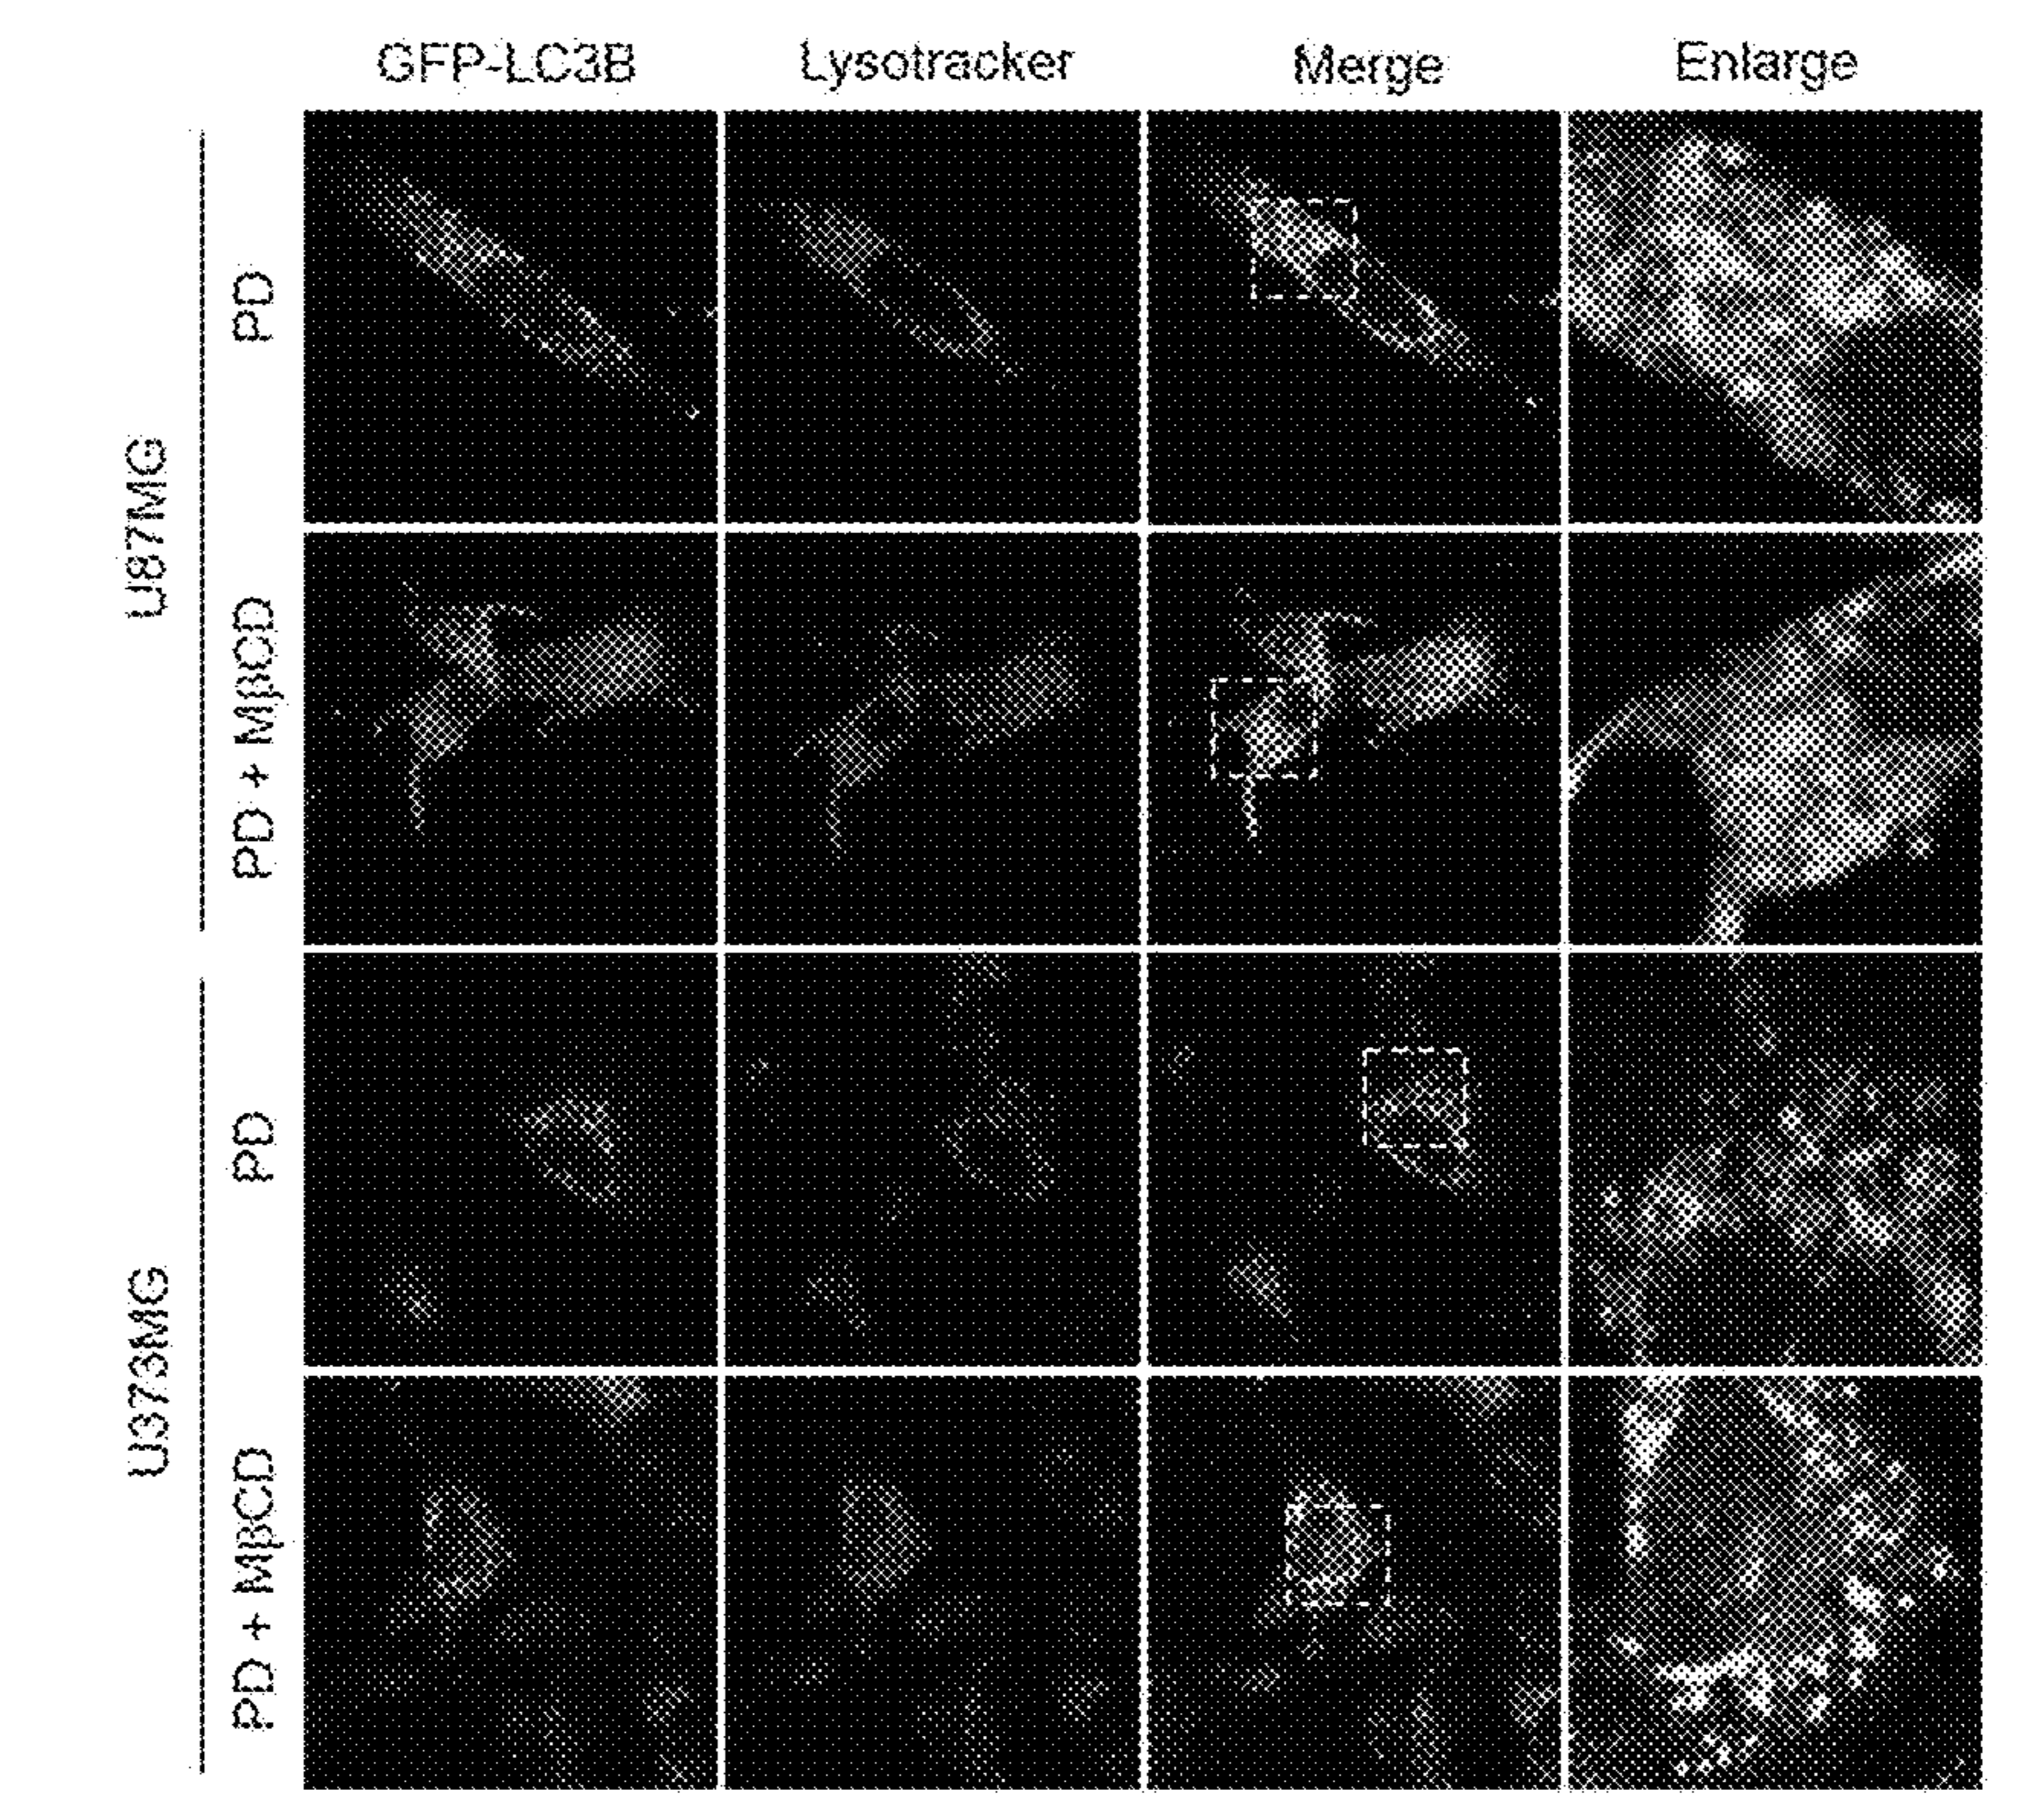 GFP-LC3B Lysotracker Merge Enlarge
U87MG
PD
PD + MβCD
U373MG
PD
PD + MβCD